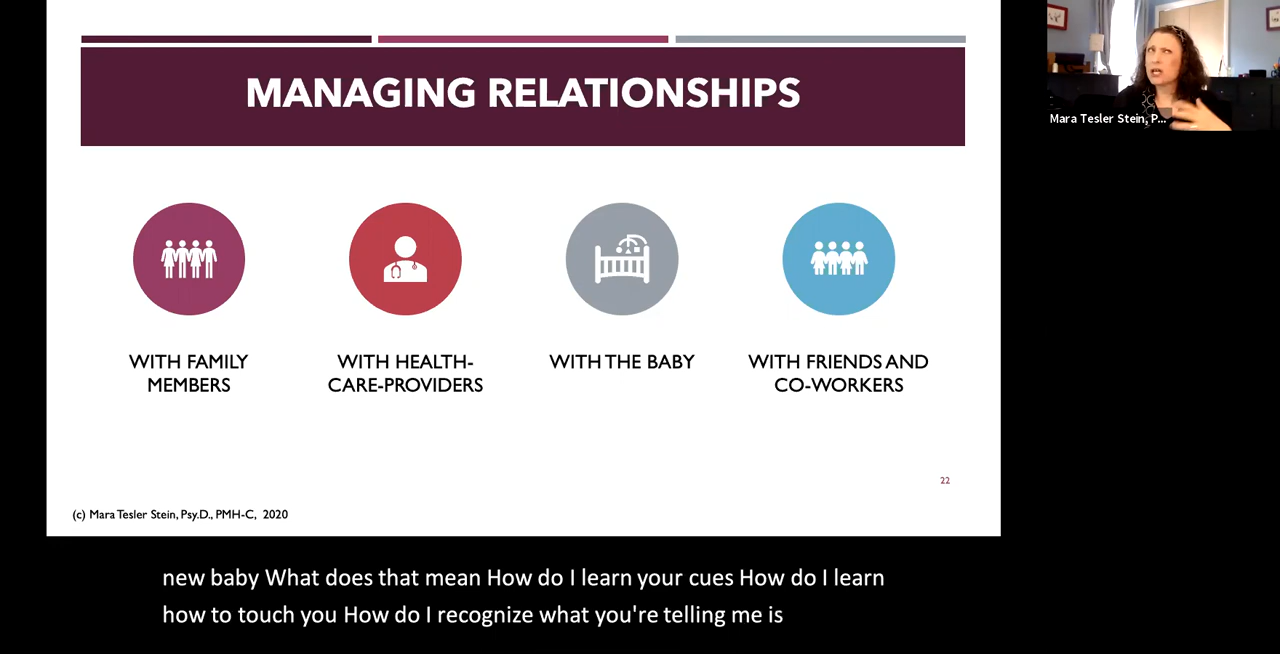 MANAGING RELATIONSHIPS
Mara Tesler Stein, P...
WITH FAMILY
MEMBERS
WITH HEALTH-
CARE-PROVIDERS
WITH THE BABY
WITH FRIENDS AND
CO-WORKERS
22
(c) Mara Tesler Stein, Psy.D., PMH-C, 2020
new baby What does that mean How do I learn your cues How do I learn
how to touch you How do I recognize what you're telling me is